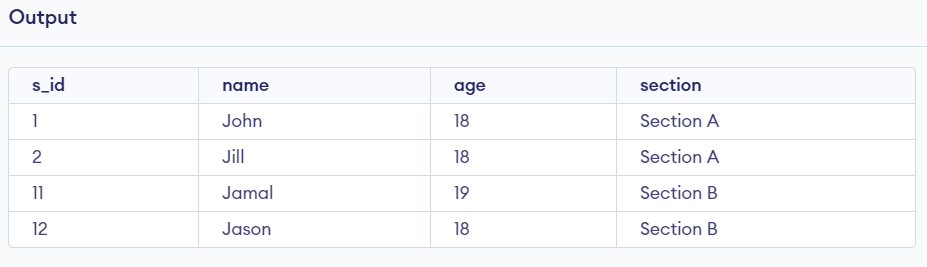 Output
s_id name age section
1 John 18 Section A
2 Jill 18 Section A
11 Jamal 19 Section B
12 Jason 18 Section B